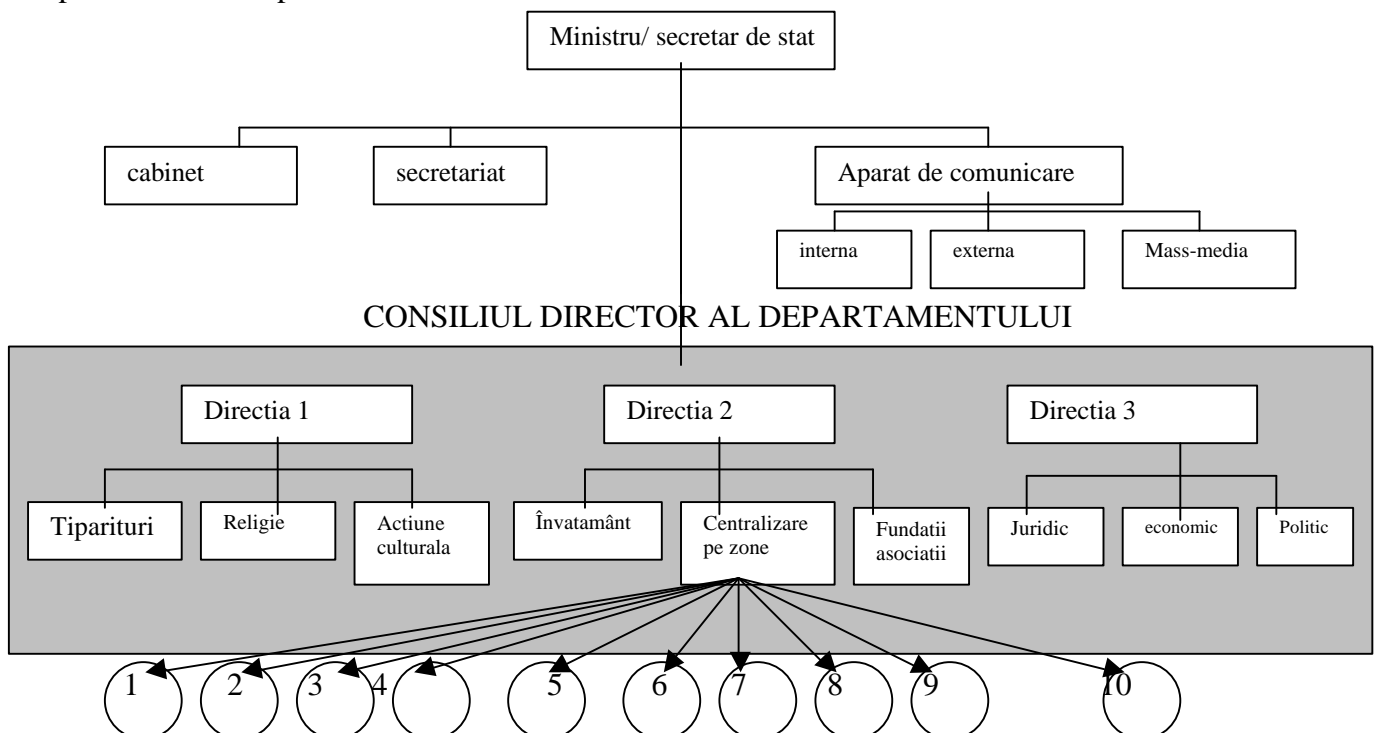 Ministru/ secretar de stat
cabinet
secretariat
Aparat de comunicare
interna
externa
Mass-media
CONSILIUL DIRECTOR AL DEPARTAMENTULUI
Directia 1
Directia 2
Directia 3
Tiparituri
Religie
Actiune
culturala
Învatamânt
Centralizare
pe zone
Fundatii
asociatii
Juridic
economic
Politic
1 2 3 4 5 6 7 8 9 10